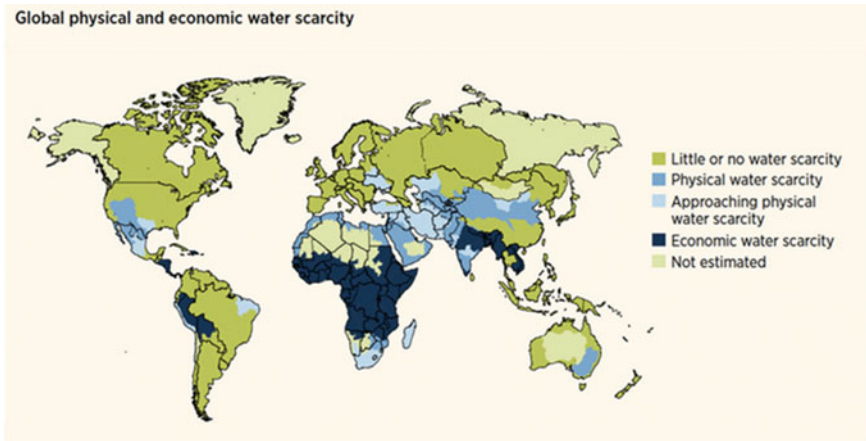 Global physical and economic water scarcity
Little or no water scarcity
Physical water scarcity
Approaching physical
water scarcity
Economic water scarcity
Not estimated